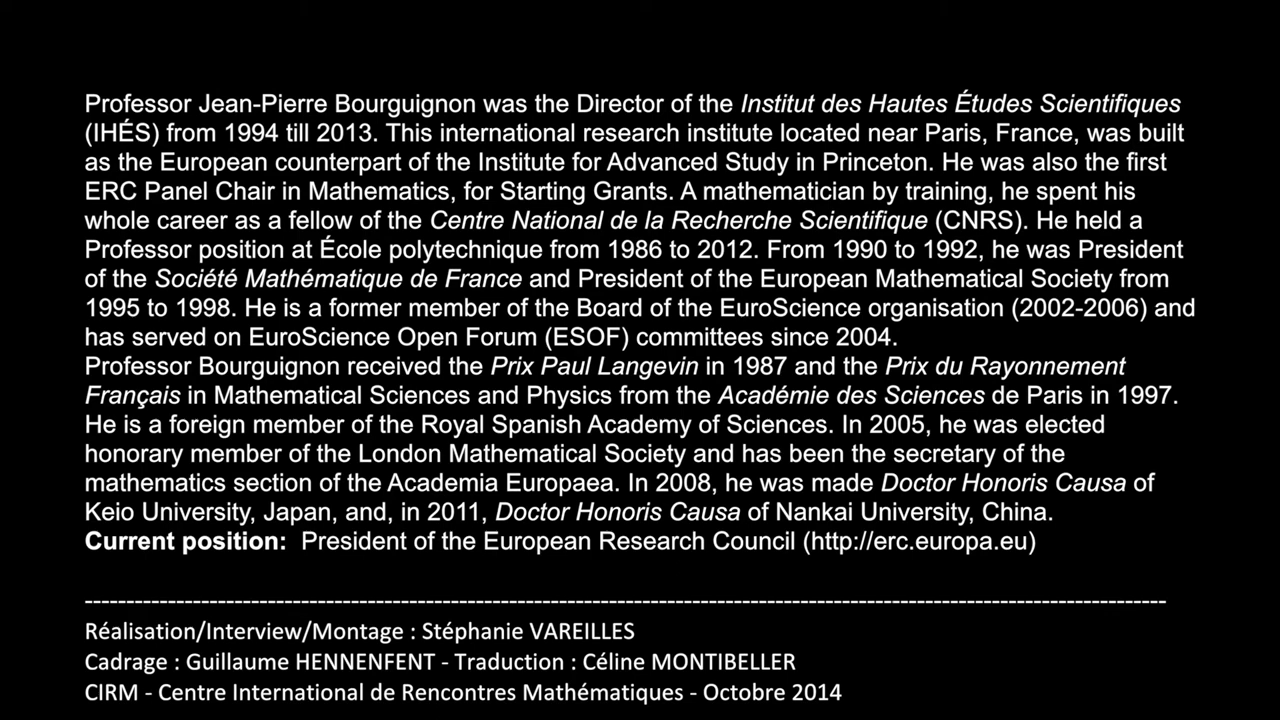 Professor Jean-Pierre Bourguignon was the Director of the Institut des Hautes Études Scientifiques
(IHÉS) from 1994 till 2013. This international research institute located near Paris, France, was built
as the European counterpart of the Institute for Advanced Study in Princeton. He was also the first
ERC Panel Chair in Mathematics, for Starting Grants. A mathematician by training, he spent his
whole career as a fellow of the Centre National de la Recherche Scientifique (CNRS). He held a
Professor position at École polytechnique from 1986 to 2012. From 1990 to 1992, he was President
of the Société Mathématique de France and President of the European Mathematical Society from
1995 to 1998. He is a former member of the Board of the EuroScience organisation (2002-2006) and
has served on EuroScience Open Forum (ESOF) committees since 2004.
Professor Bourguignon received the Prix Paul Langevin in 1987 and the Prix du Rayonnement
Français in Mathematical Sciences and Physics from the Académie des Sciences de Paris in 1997.
He is a foreign member of the Royal Spanish Academy of Sciences. In 2005, he was elected
honorary member of the London Mathematical Society and has been the secretary of the
mathematics section of the Academia Europaea. In 2008, he was made Doctor Honoris Causa of
Keio University, Japan, and, in 2011, Doctor Honoris Causa of Nankai University, China.
Current position: President of the European Research Council (http://erc.europa.eu)
Réalisation/Interview/Montage : Stéphanie VAREILLES
Cadrage : Guillaume HENNENFENT - Traduction : Céline MONTIBELLER
CIRM - Centre International de Rencontres Mathématiques - Octobre 2014